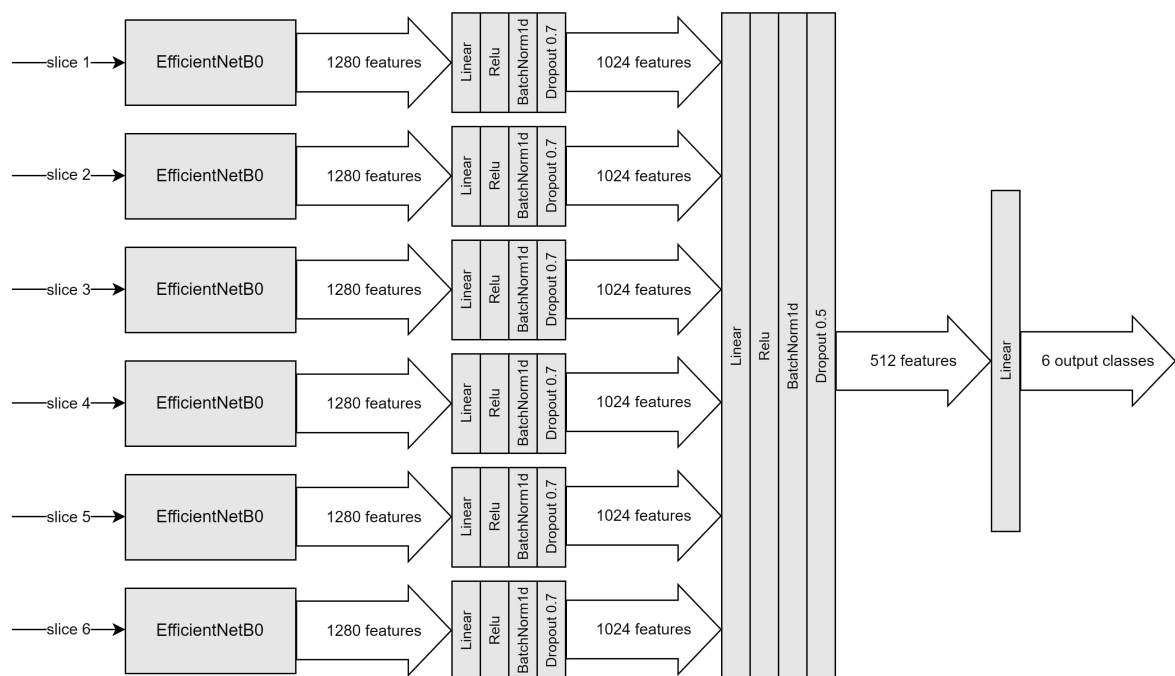 slice 1
EfficientNetB0
1280 features
Linear
Relu
BatchNorm1d
Dropout 0.7
1024 features
slice 2
EfficientNetB0
1280 features
Linear
Relu
BatchNorm1d
Dropout 0.7
1024 features
slice 3
EfficientNetB0
1280 features
Linear
Relu
BatchNorm1d
Dropout 0.7
1024 features
slice 4
EfficientNetB0
1280 features
Linear
Relu
BatchNorm1d
Dropout 0.7
1024 features
slice 5
EfficientNetB0
1280 features
Linear
Relu
BatchNorm1d
Dropout 0.7
1024 features
slice 6
EfficientNetB0
1280 features
Linear
Relu
BatchNorm1d
Dropout 0.7
1024 features
Linear
Relu
BatchNorm1d
Dropout 0.5
512 features
Linear
6 output classes